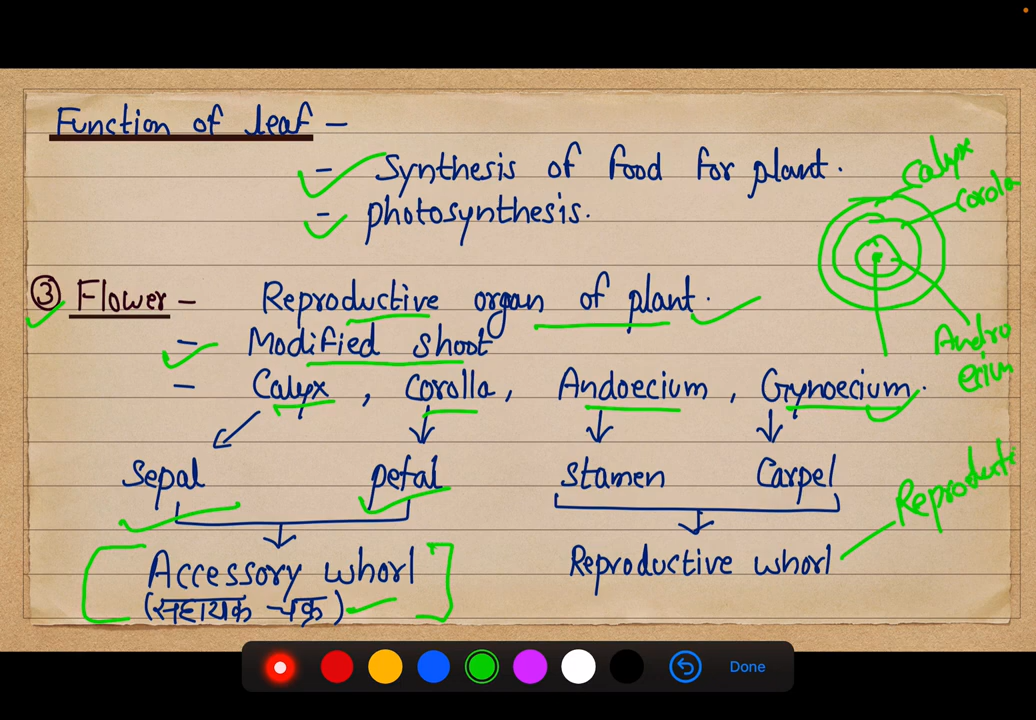 Function of leaf –
- Synthesis of food for plant.
- photosynthesis.
Calyx
Corola
③ Flower – Reproductive organ of plant.
- Modified shoot
Andro
ecium
- Calyx, Corolla, Andoecium, Gynoecium.
Sepal petal Stamen Carpel
Reproducti
Accessory whorl Reproductive whorl
(सहायक चक्र)
Done